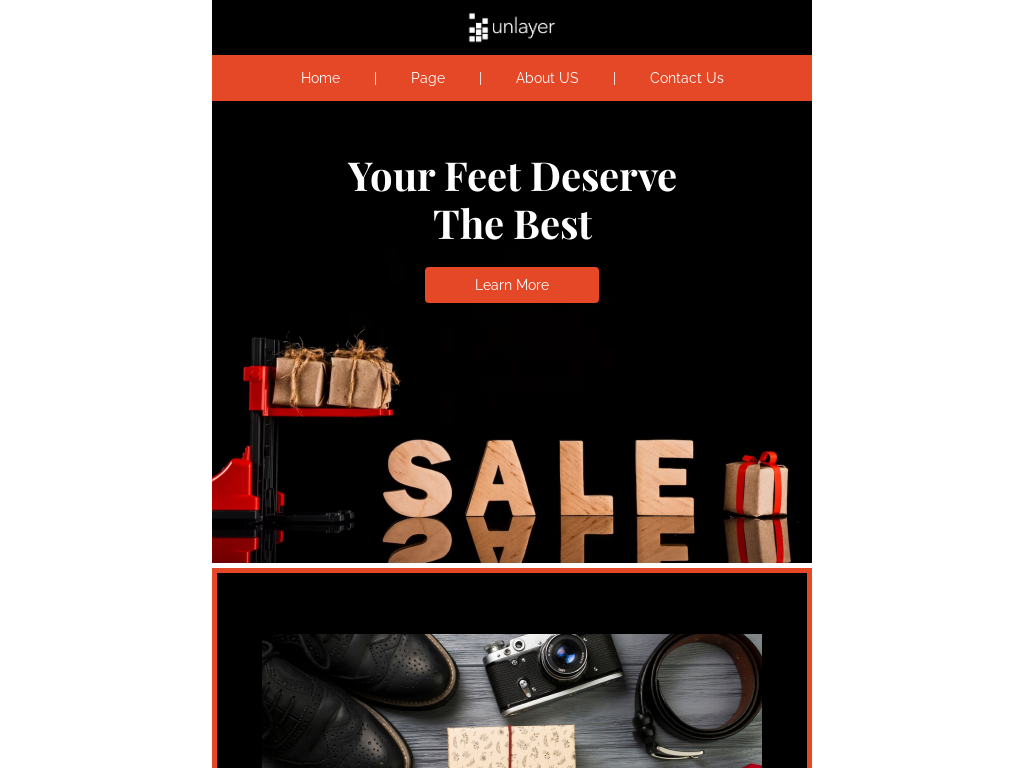 unlayer
Home | Page | About US | Contact Us
Your Feet Deserve
The Best
Learn More
SALE